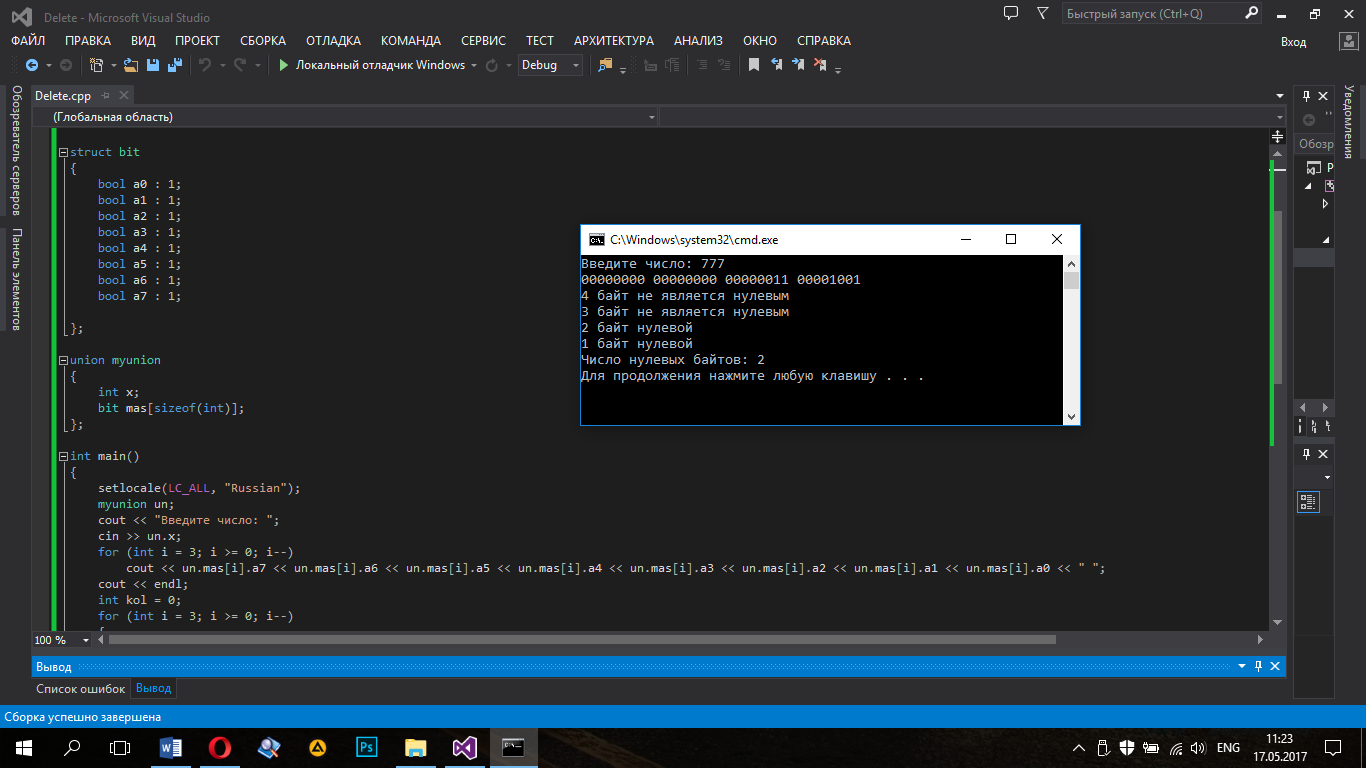 Delete - Microsoft Visual Studio
Быстрый запуск (Ctrl+Q)
ФАЙЛ ПРАВКА ВИД ПРОЕКТ СБОРКА ОТЛАДКА КОМАНДА СЕРВИС ТЕСТ АРХИТЕКТУРА АНАЛИЗ ОКНО СПРАВКА
Вход
Локальный отладчик Windows
Debug
Обозреватель серверов
Панель элементов
Delete.cpp
(Глобальная область)
struct bit
{
bool a0 : 1;
bool a1 : 1;
bool a2 : 1;
bool a3 : 1;
bool a4 : 1;
bool a5 : 1;
bool a6 : 1;
bool a7 : 1;
};
union myunion
{
int x;
bit mas[sizeof(int)];
};
int main()
{
setlocale(LC_ALL, "Russian");
myunion un;
cout << "Введите число: ";
cin >> un.x;
for (int i = 3; i >= 0; i--)
cout << un.mas[i].a7 << un.mas[i].a6 << un.mas[i].a5 << un.mas[i].a4 << un.mas[i].a3 << un.mas[i].a2 << un.mas[i].a1 << un.mas[i].a0 << " ";
cout << endl;
int kol = 0;
for (int i = 3; i >= 0; i--)
{
100 %
C:\Windows\system32\cmd.exe
Введите число: 777
00000000 00000000 00000011 00001001
4 байт не является нулевым
3 байт не является нулевым
2 байт нулевой
1 байт нулевой
Число нулевых байтов: 2
Для продолжения нажмите любую клавишу . . .
Обозр
Р
Уведомления
Вывод
Список ошибок
Вывод
Сборка успешно завершена
Ps
ENG
11:23
17.05.2017